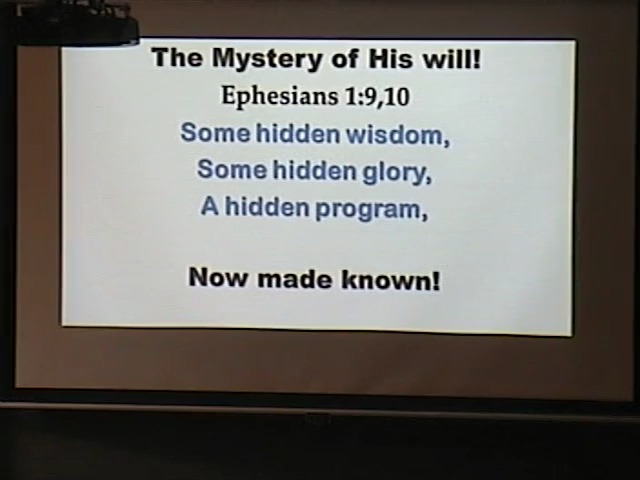 The Mystery of His will!
Ephesians 1:9,10
Some hidden wisdom,
Some hidden glory,
A hidden program,
Now made known!